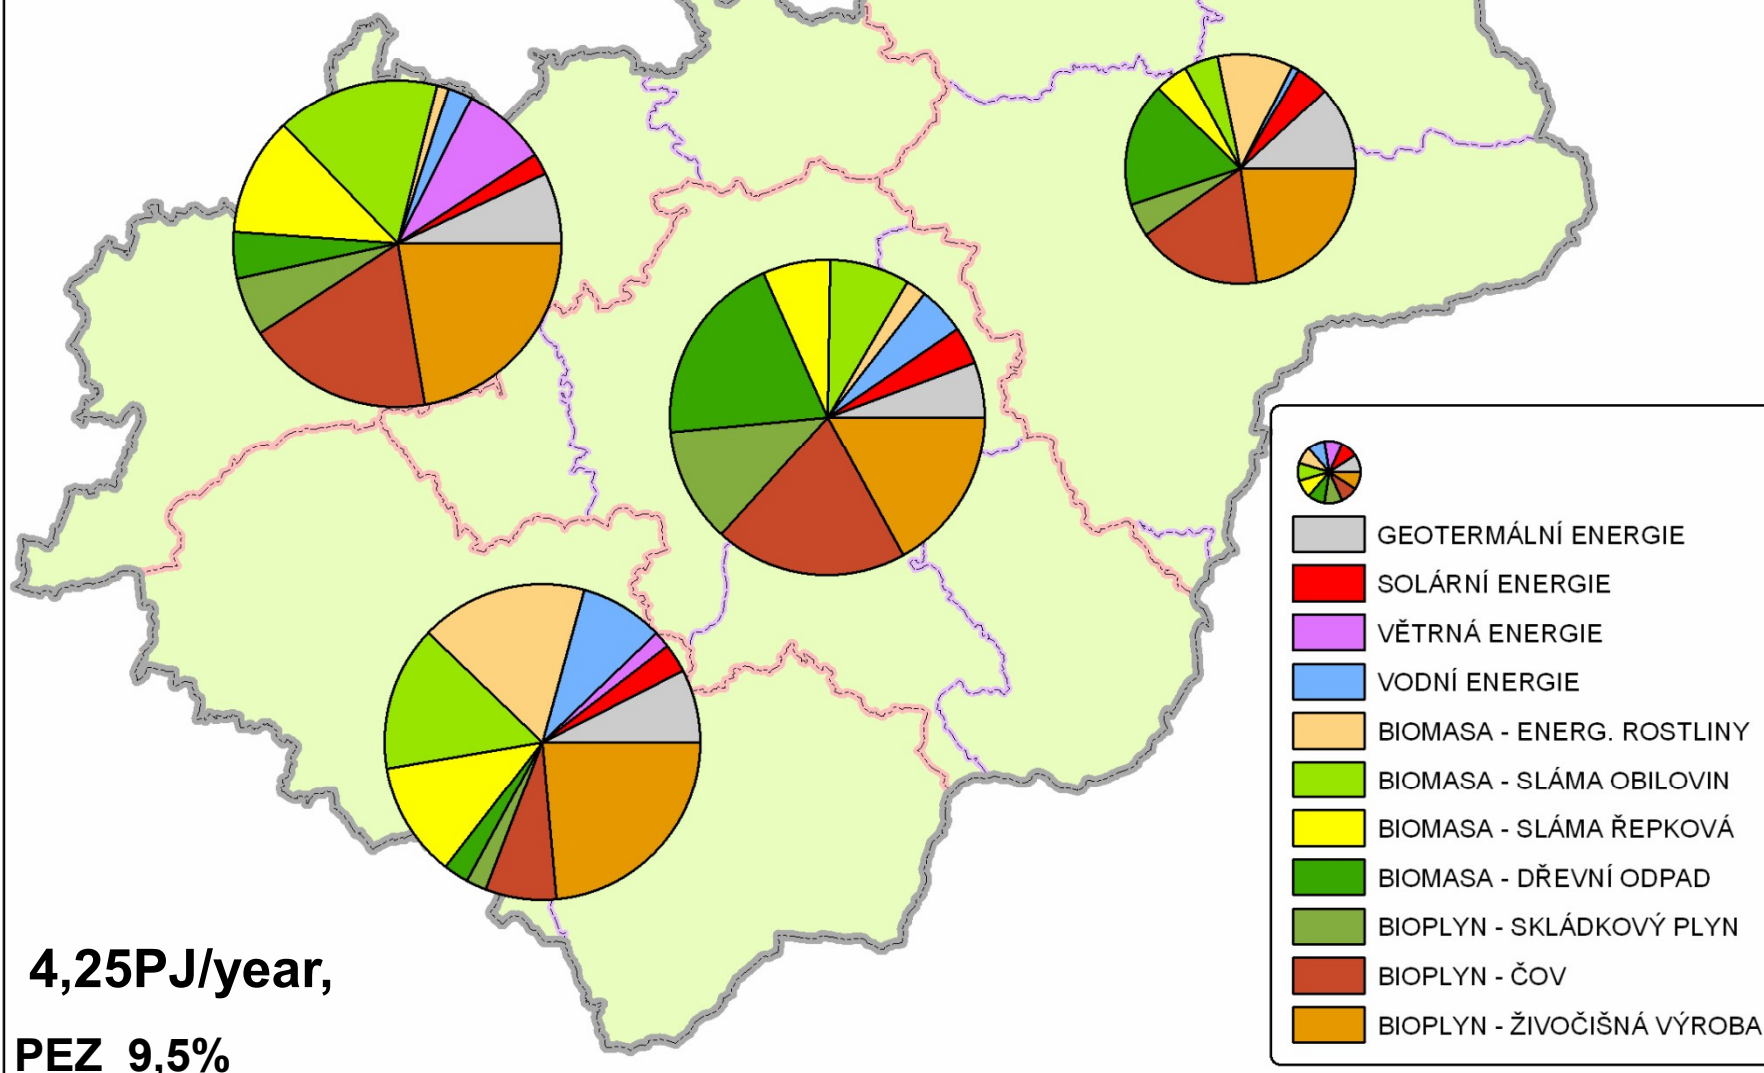 GEOTERMÁLNÍ ENERGIE
SOLÁRNÍ ENERGIE
VĚTRNÁ ENERGIE
VODNÍ ENERGIE
BIOMASA - ENERG. ROSTLINY
BIOMASA - SLÁMA OBILOVIN
BIOMASA - SLÁMA ŘEPKOVÁ
BIOMASA - DŘEVNÍ ODPAD
BIOPLYN - SKLÁDKOVÝ PLYN
BIOPLYN - ČOV
BIOPLYN - ŽIVOČIŠNÁ VÝROBA
4,25PJ/year,
PEZ 9,5%